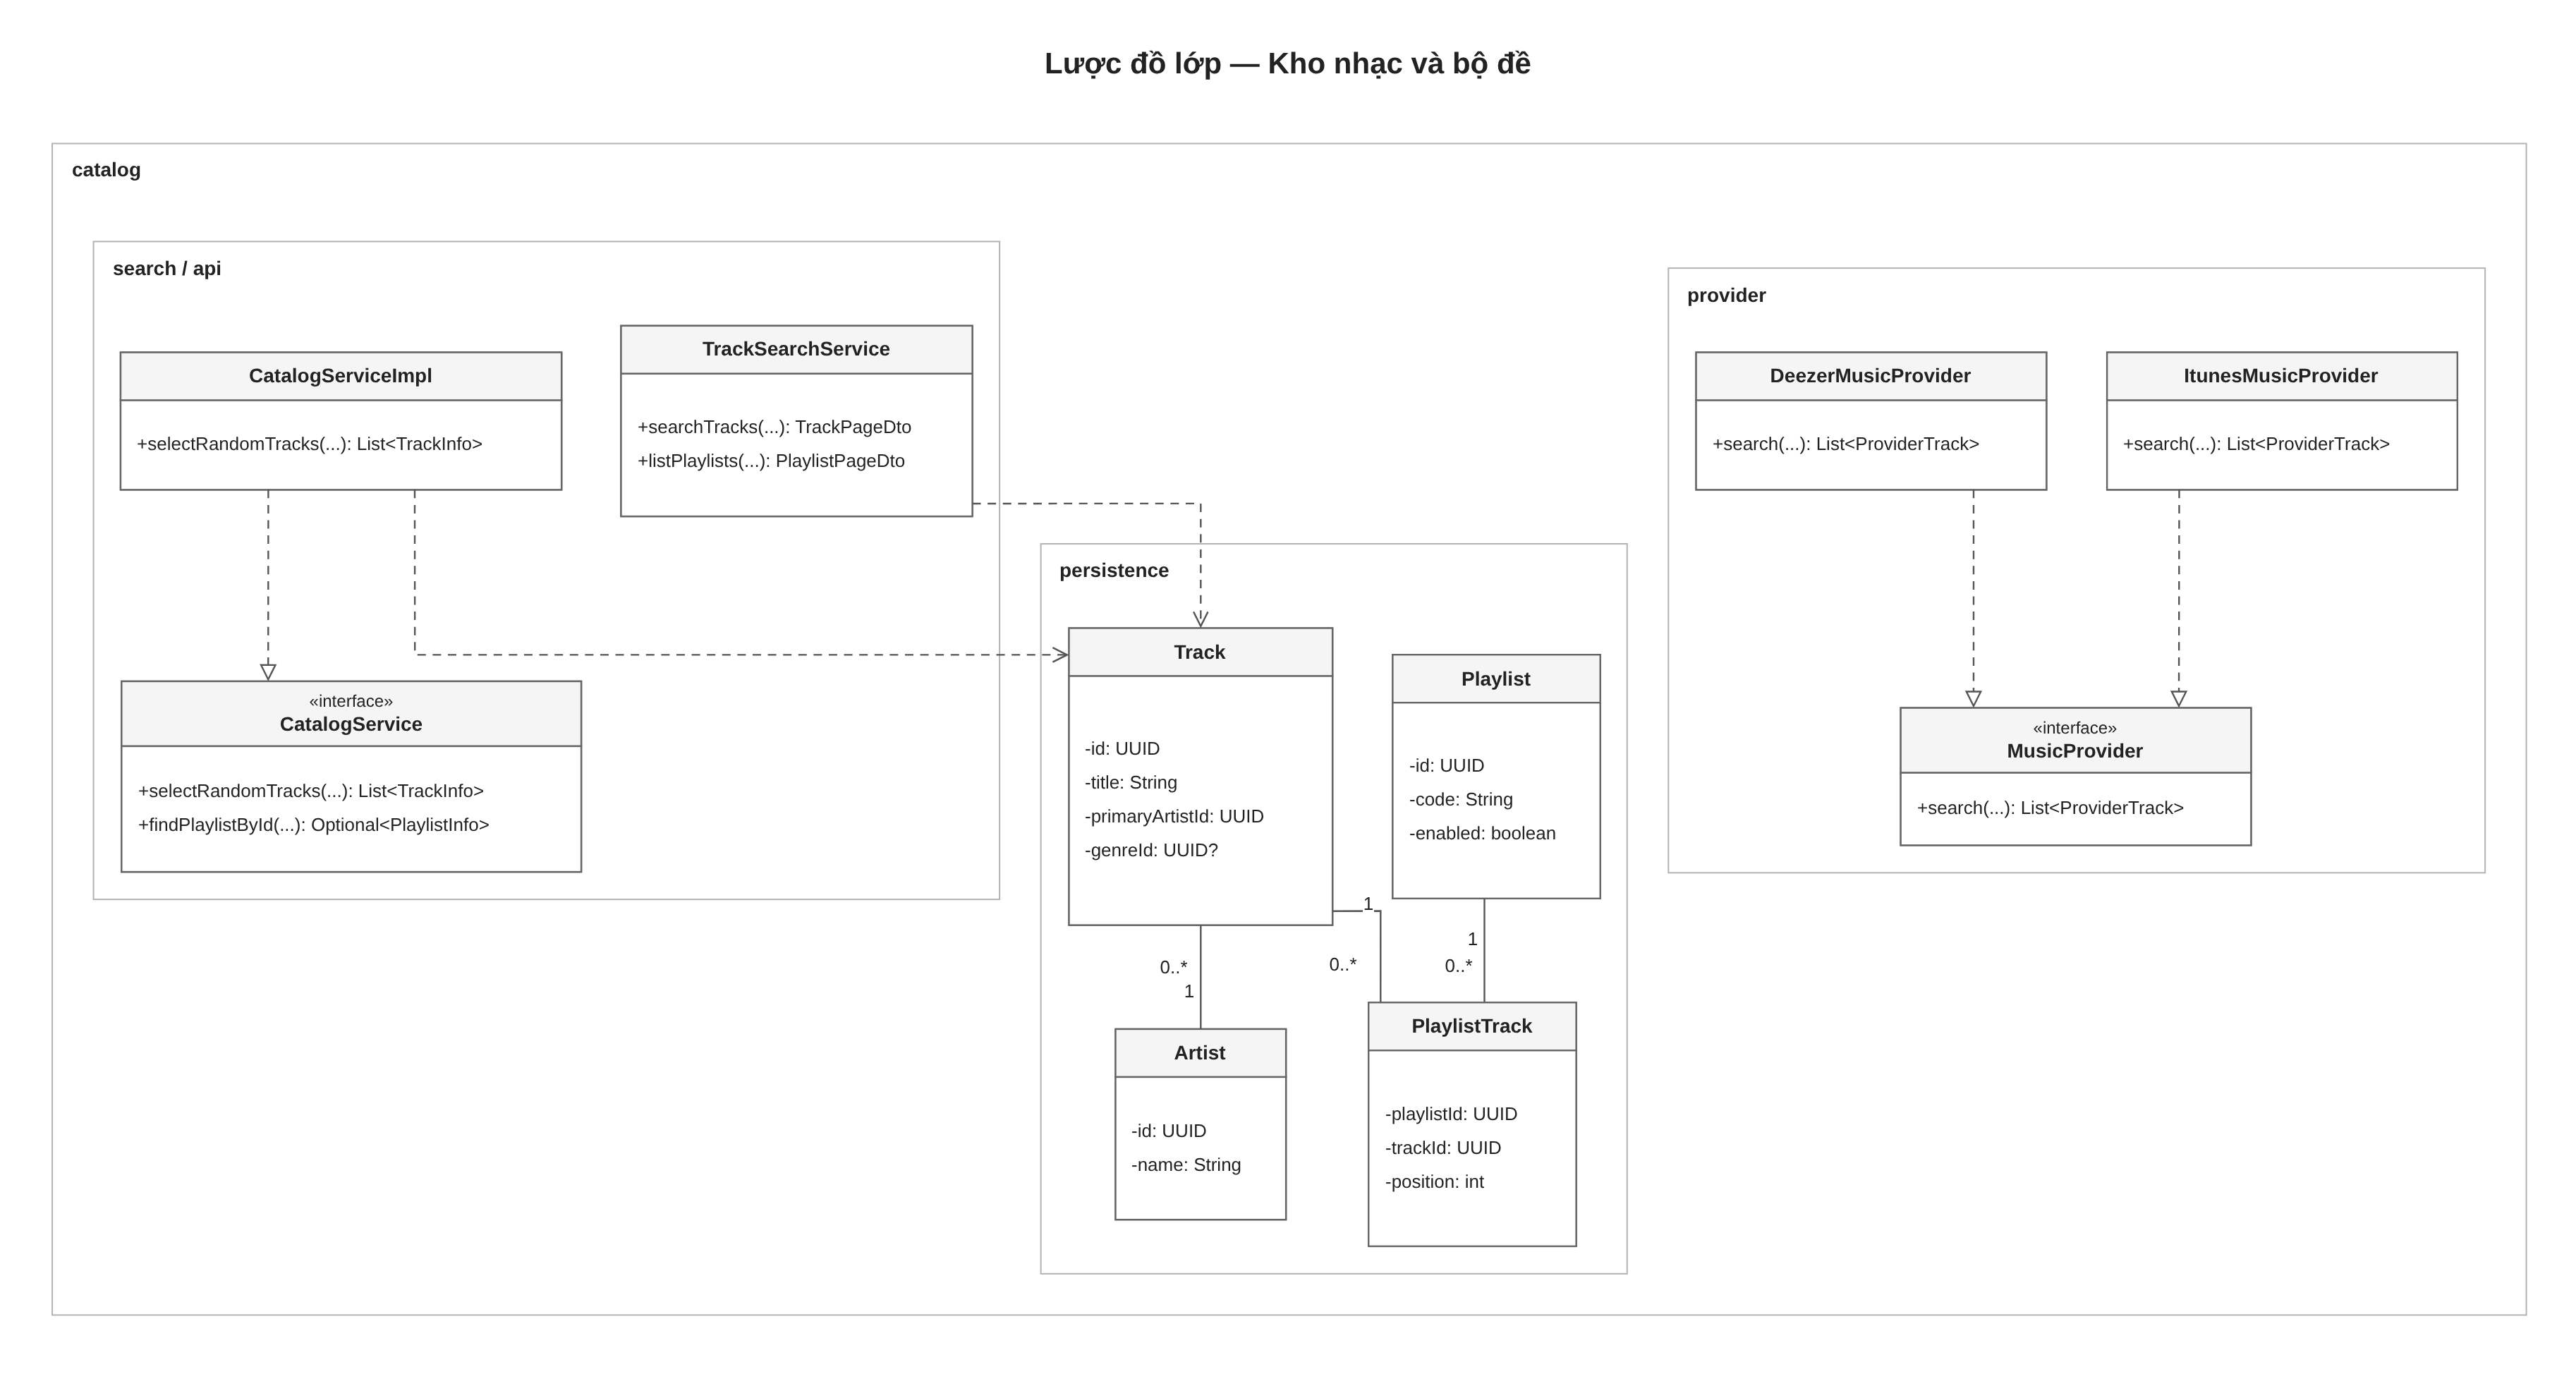 Lược đồ lớp — Kho nhạc và bộ đề
catalog
search / api
CatalogServiceImpl
+selectRandomTracks(...): List<TrackInfo>
TrackSearchService
+searchTracks(...): TrackPageDto
+listPlaylists(...): PlaylistPageDto
«interface»
CatalogService
+selectRandomTracks(...): List<TrackInfo>
+findPlaylistById(...): Optional<PlaylistInfo>
persistence
Track
-id: UUID
-title: String
-primaryArtistId: UUID
-genreId: UUID?
Playlist
-id: UUID
-code: String
-enabled: boolean
1
0..*
1
0..*
1
0..*
Artist
-id: UUID
-name: String
PlaylistTrack
-playlistId: UUID
-trackId: UUID
-position: int
provider
DeezerMusicProvider
+search(...): List<ProviderTrack>
ItunesMusicProvider
+search(...): List<ProviderTrack>
«interface»
MusicProvider
+search(...): List<ProviderTrack>